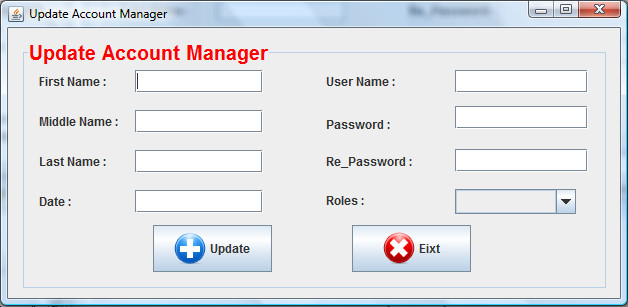 Update Account Manager
Update Account Manager
First Name :
User Name :
Middle Name :
Password :
Last Name :
Re_Password :
Date :
Roles :
Update
Eixt